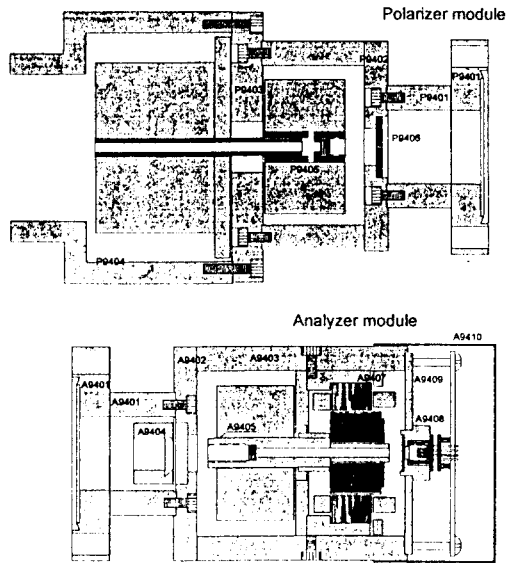 Polarizer module
P9402
P9401
P9403
P9401
P9406
P9405
P9404
Analyzer module
A9410
A9402
A9403
A9407
A9409
A9401
A9401
A9408
A9404
A9405